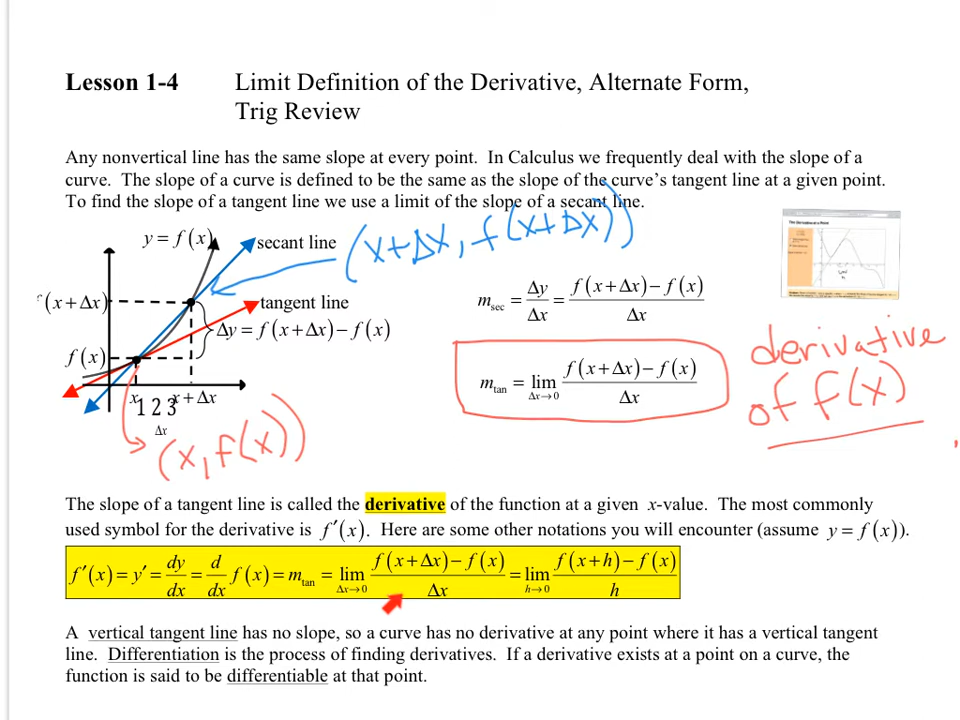 Lesson 1-4 Limit Definition of the Derivative, Alternate Form,
Trig Review
Any nonvertical line has the same slope at every point. In Calculus we frequently deal with the slope of a
curve. The slope of a curve is defined to be the same as the slope of the curve's tangent line at a given point.
To find the slope of a tangent line we use a limit of the slope of a secant line.
y = f(x)
secant line
(x+Δx, f(x+Δx))
f(x+Δx)
tangent line
Δy = f(x+Δx) − f(x)
f(x)
x
x+Δx
1 2 3
Δx
(x, f(x))
m_sec = Δy/Δx = (f(x+Δx) − f(x))/Δx
m_tan = lim_{Δx→0} (f(x+Δx) − f(x))/Δx
derivative
of f(x)
The slope of a tangent line is called the derivative of the function at a given x-value. The most commonly
used symbol for the derivative is f′(x). Here are some other notations you will encounter (assume y = f(x)).
f′(x) = y′ = dy/dx = d/dx f(x) = m_tan = lim_{Δx→0} (f(x+Δx) − f(x))/Δx = lim_{h→0} (f(x+h) − f(x))/h
A vertical tangent line has no slope, so a curve has no derivative at any point where it has a vertical tangent
line. Differentiation is the process of finding derivatives. If a derivative exists at a point on a curve, the
function is said to be differentiable at that point.